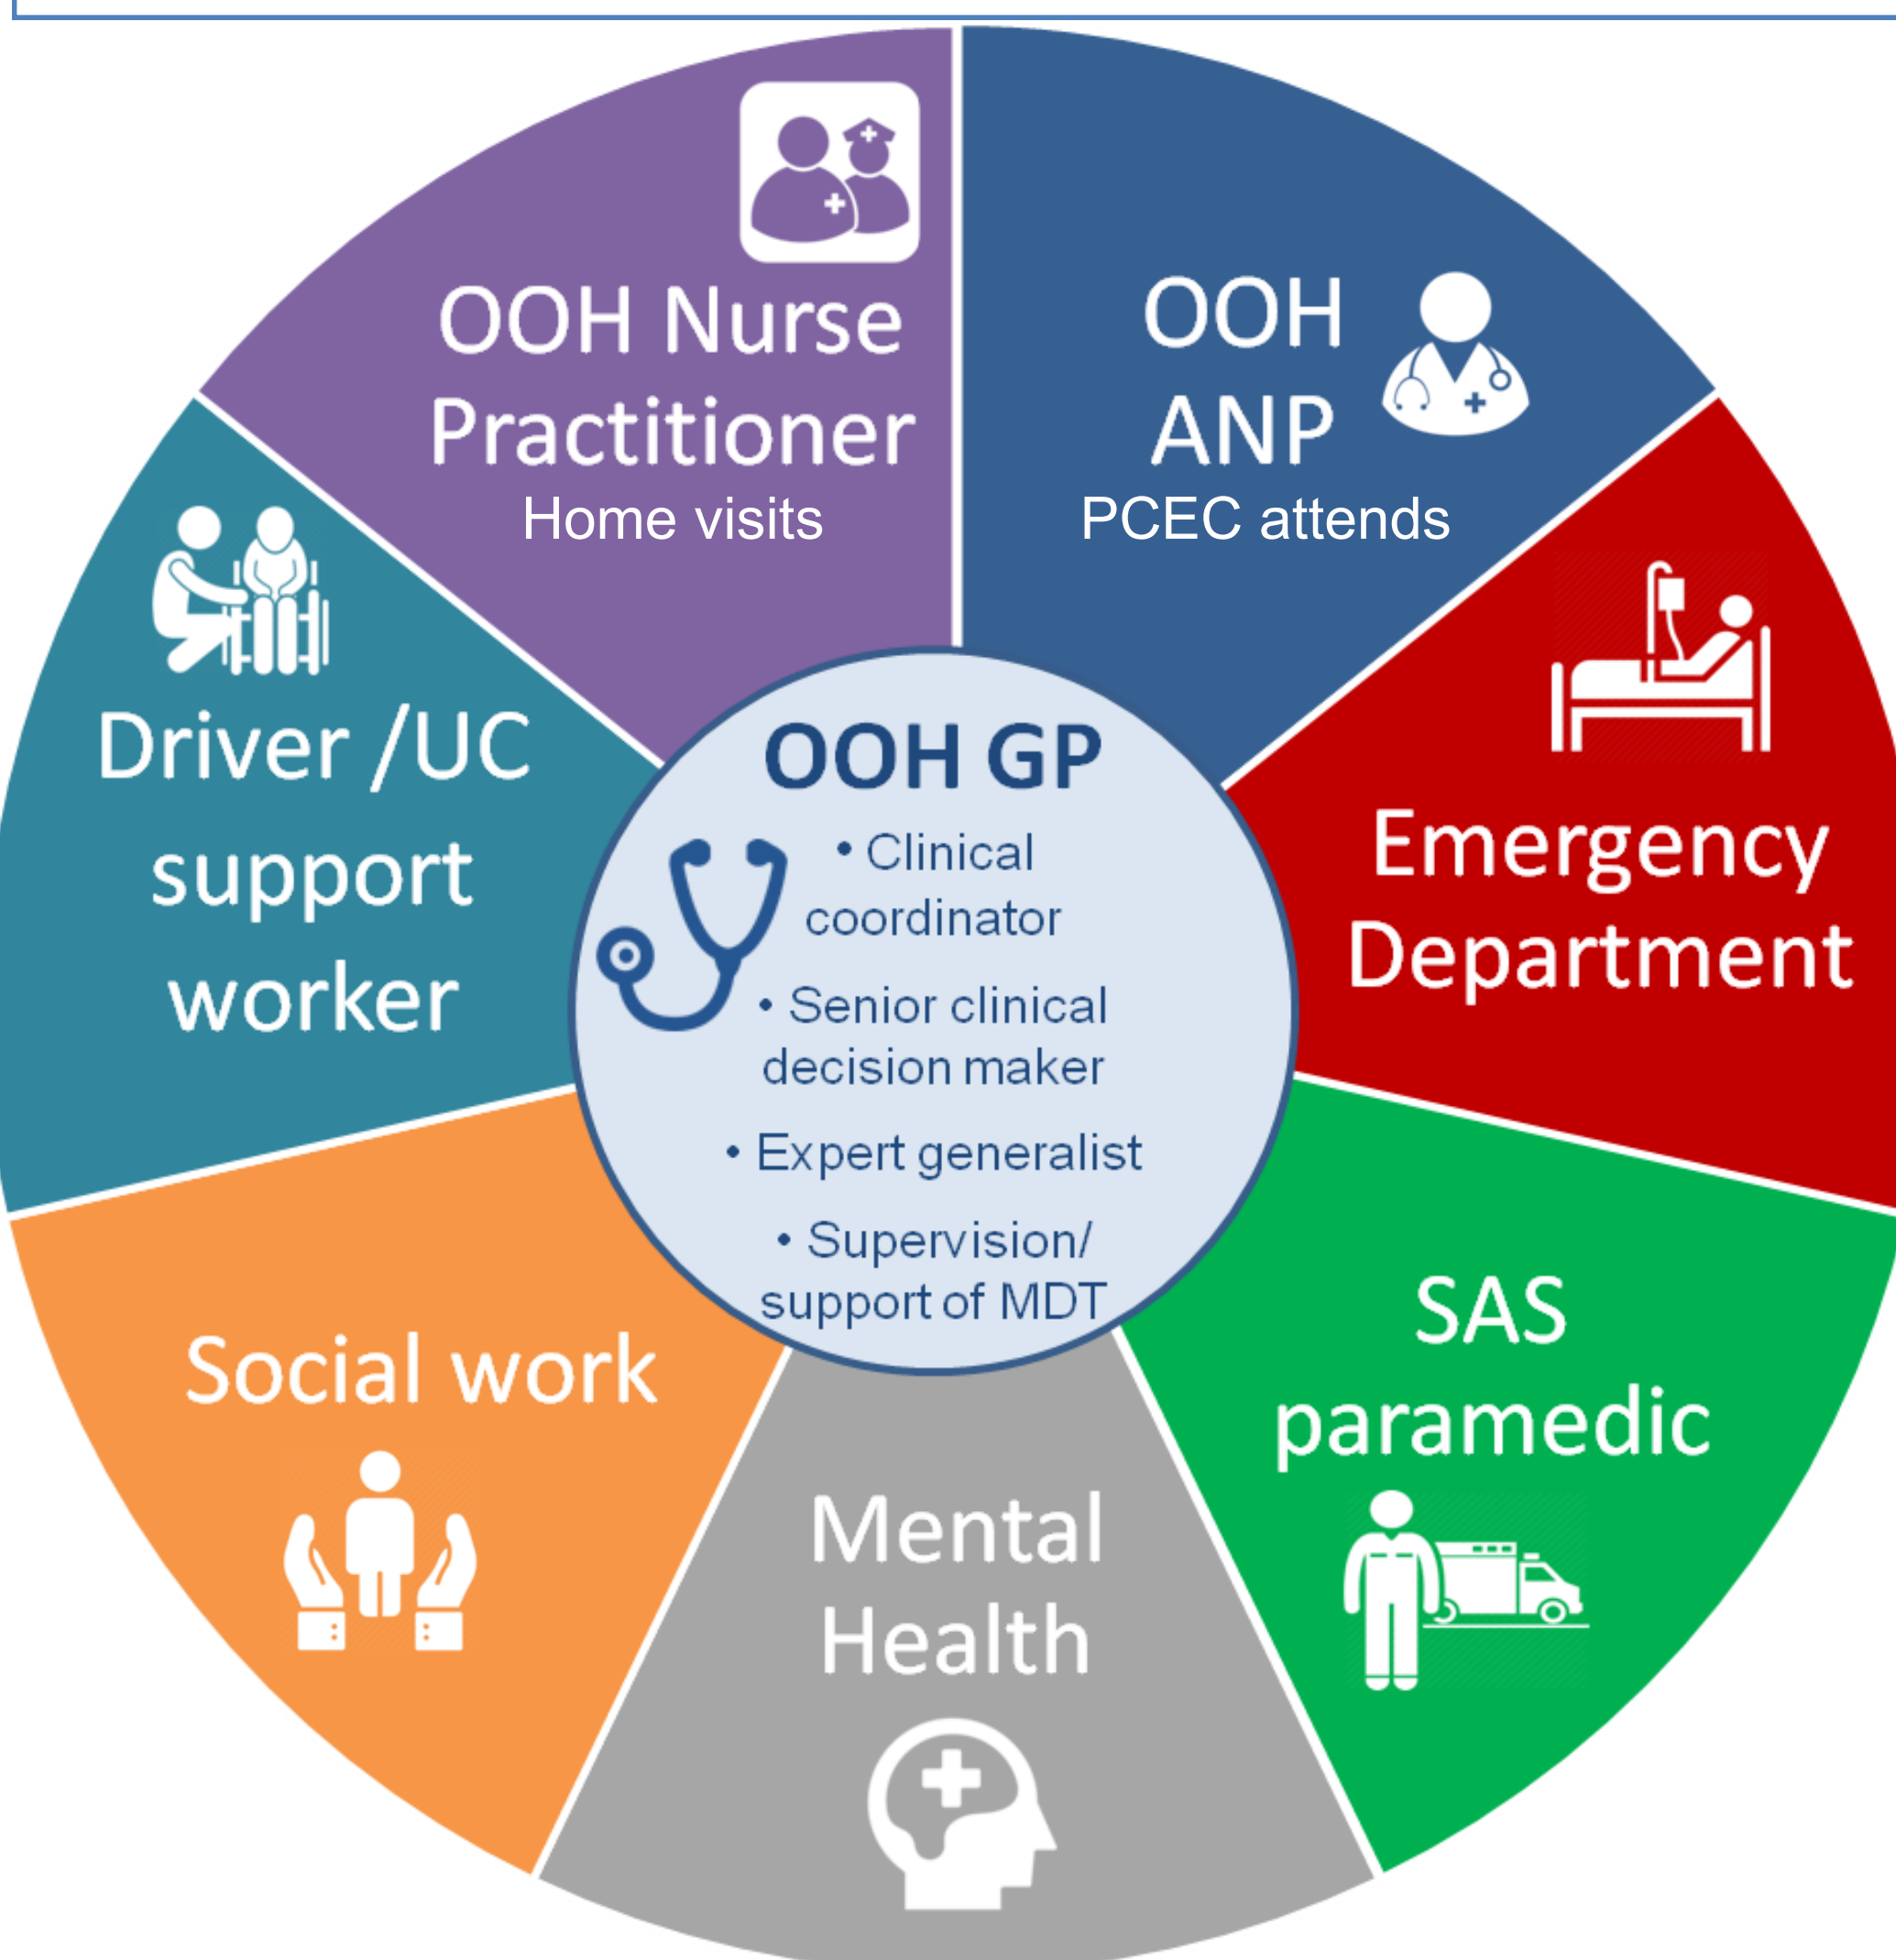 OOH Nurse
Practitioner
Home visits
OOH
ANP
PCEC attends
Emergency
Department
SAS
paramedic
Mental
Health
Social work
Driver /UC
support
worker
OOH GP
• Clinical
coordinator
• Senior clinical
decision maker
• Expert generalist
• Supervision/
support of MDT